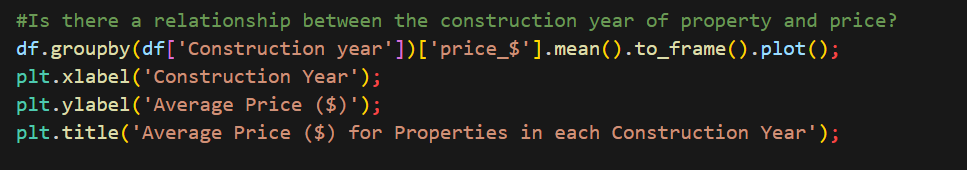 #Is there a relationship between the construction year of property and price?
df.groupby(df['Construction year'])['price_$'].mean().to_frame().plot();
plt.xlabel('Construction Year');
plt.ylabel('Average Price ($)');
plt.title('Average Price ($) for Properties in each Construction Year');